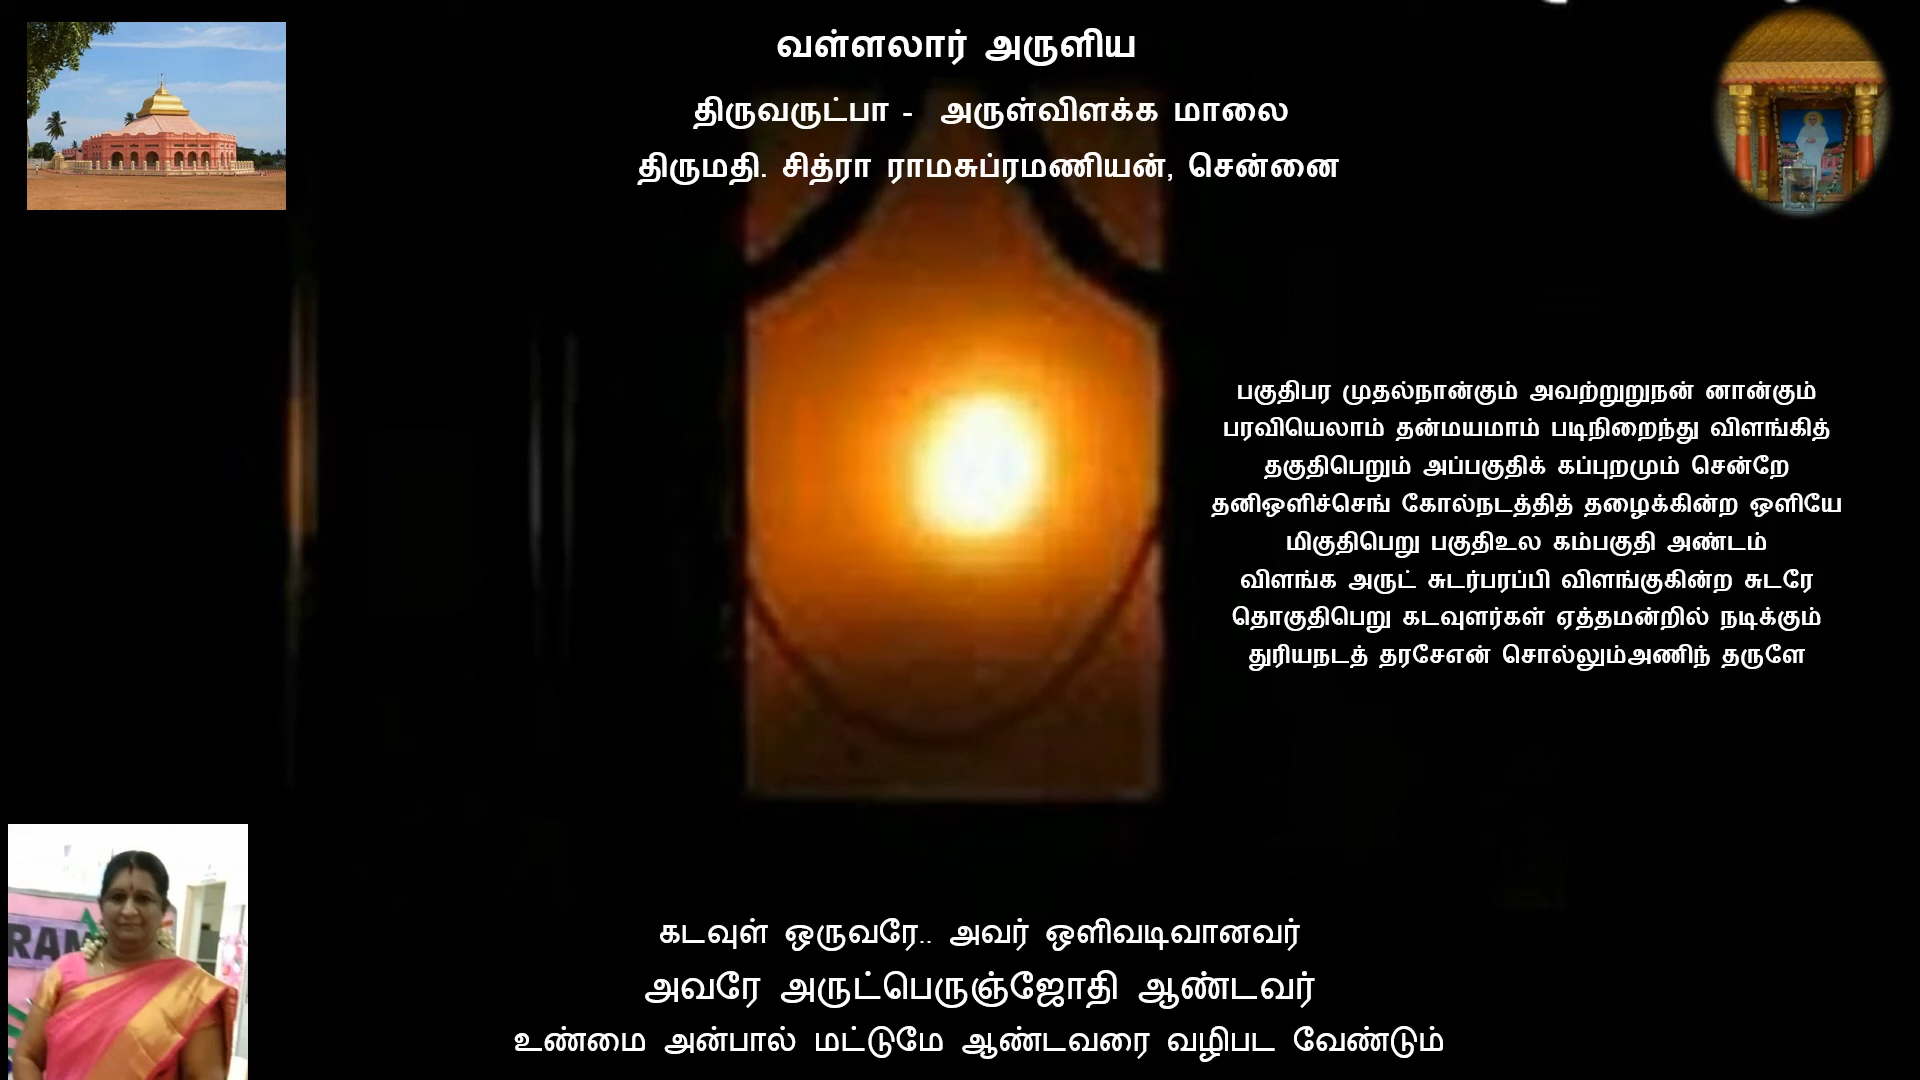 வள்ளலார் அருளிய
திருவருட்பா - அருள்விளக்க மாலை
திருமதி. சித்ரா ராமசுப்ரமணியன், சென்னை
பகுதிபர முதல்நான்கும் அவற்றுறுநன் னான்கும்
பரவியெலாம் தன்மயமாம் படிநிறைந்து விளங்கித்
தகுதிபெறும் அப்பகுதிக் கப்புறமும் சென்றே
தனிஒளிச்செங் கோல்நடத்தித் தழைக்கின்ற ஒளியே
மிகுதிபெறு பகுதிஉல கம்பகுதி அண்டம்
விளங்க அருட் சுடர்பரப்பி விளங்குகின்ற சுடரே
தொகுதிபெறு கடவுளர்கள் ஏத்தமன்றில் நடிக்கும்
துரியநடத் தரசேஎன் சொல்லும்அணிந் தருளே
RAM
கடவுள் ஒருவரே.. அவர் ஒளிவடிவானவர்
அவரே அருட்பெருஞ்ஜோதி ஆண்டவர்
உண்மை அன்பால் மட்டுமே ஆண்டவரை வழிபட வேண்டும்